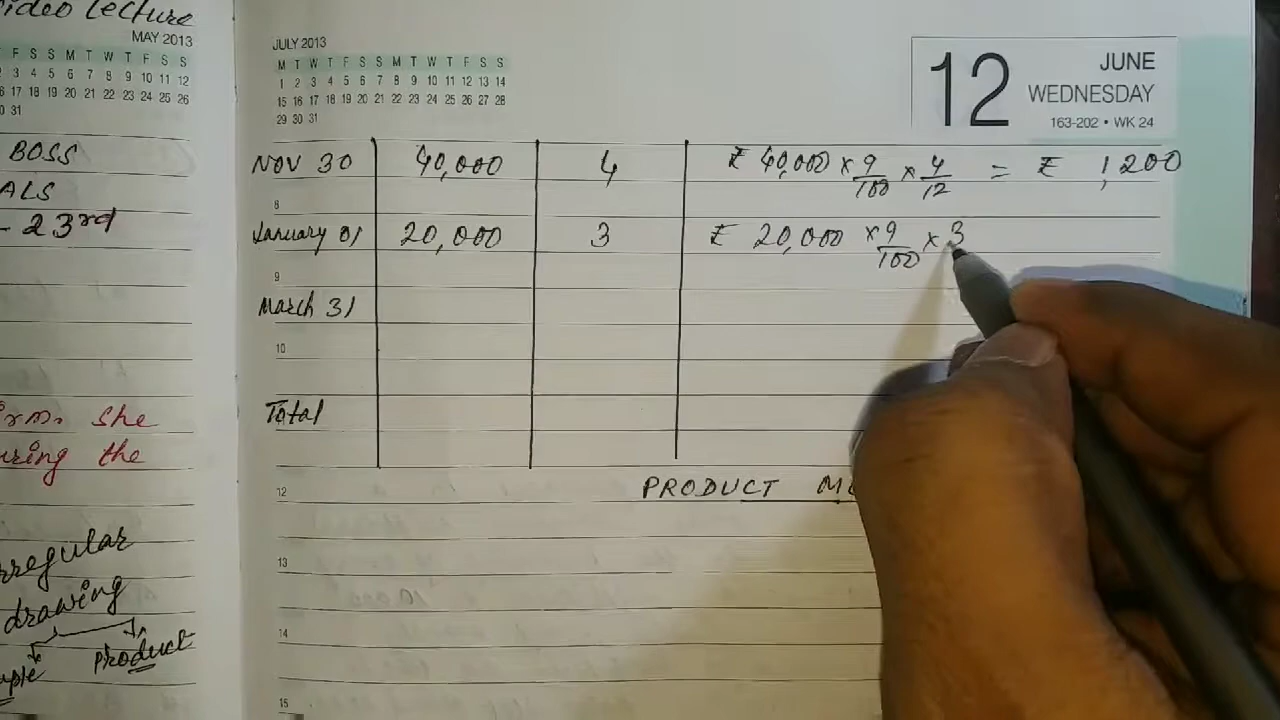 video Lecture
MAY 2013
F S S M T W T F S S
3 4 5 6 7 8 9 10 11 12
17 18 19 20 21 22 23 24 25 26
31
BOSS
ALS
- 23rd
she
uring the
rregular
drawing
Product
JULY 2013
M T W T F S S M T W T F S S
1 2 3 4 5 6 7 8 9 10 11 12 13 14
15 16 17 18 19 20 21 22 23 24 25 26 27 28
29 30 31
12 JUNE
WEDNESDAY
163-202 • WK 24
NOV 30 40,000 4 ₹ 40,000 × 9/100 × 4/12 = ₹ 1,200
8
January 01 20,000 3 ₹ 20,000 × 9/100 × 3
9
March 31
10
Total
12 PRODUCT
13
14
15